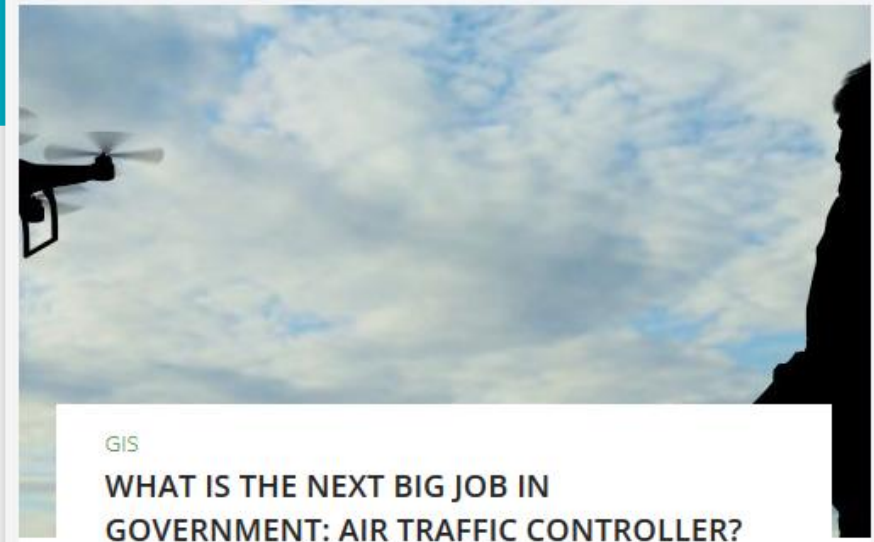 GIS
WHAT IS THE NEXT BIG JOB IN
GOVERNMENT: AIR TRAFFIC CONTROLLER?